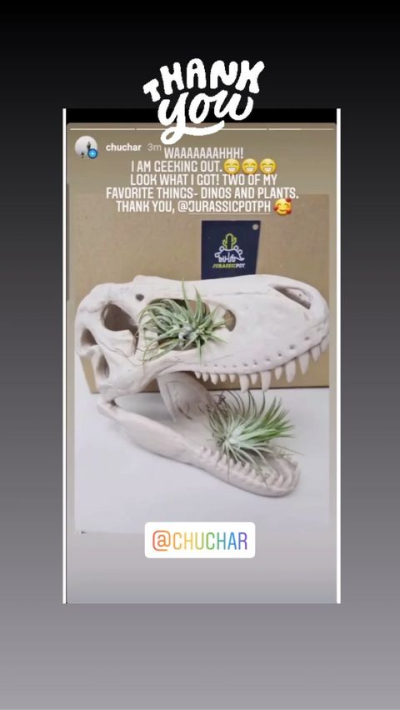 THANK
YOU
chuchar 3m
WAAAAAAAHHH!
I AM GEEKING OUT.😁😁😁
LOOK WHAT I GOT! TWO OF MY
FAVORITE THINGS- DINOS AND PLANTS.
THANK YOU, @JURASSICPOTPH 🥰
JURASSICPOT
@CHUCHAR